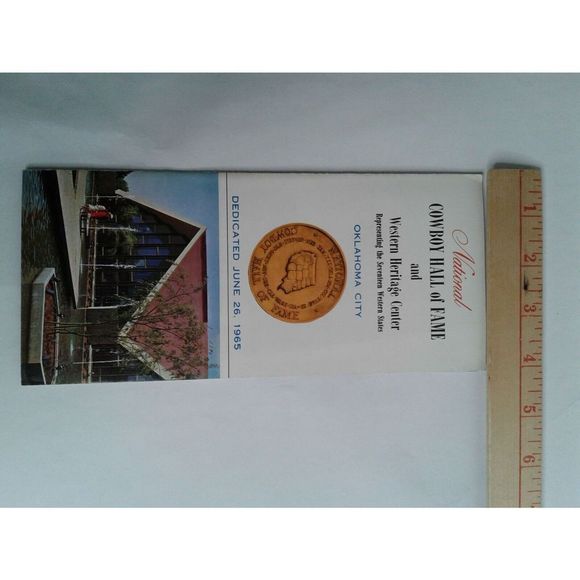 National
COWBOY HALL of FAME
and
Western Heritage Center
Representing the Seventeen Western States
OKLAHOMA CITY
NATIONAL
COWBOY HALL OF FAME
DEDICATED JUNE 26, 1965
1
2
3
4
5
6